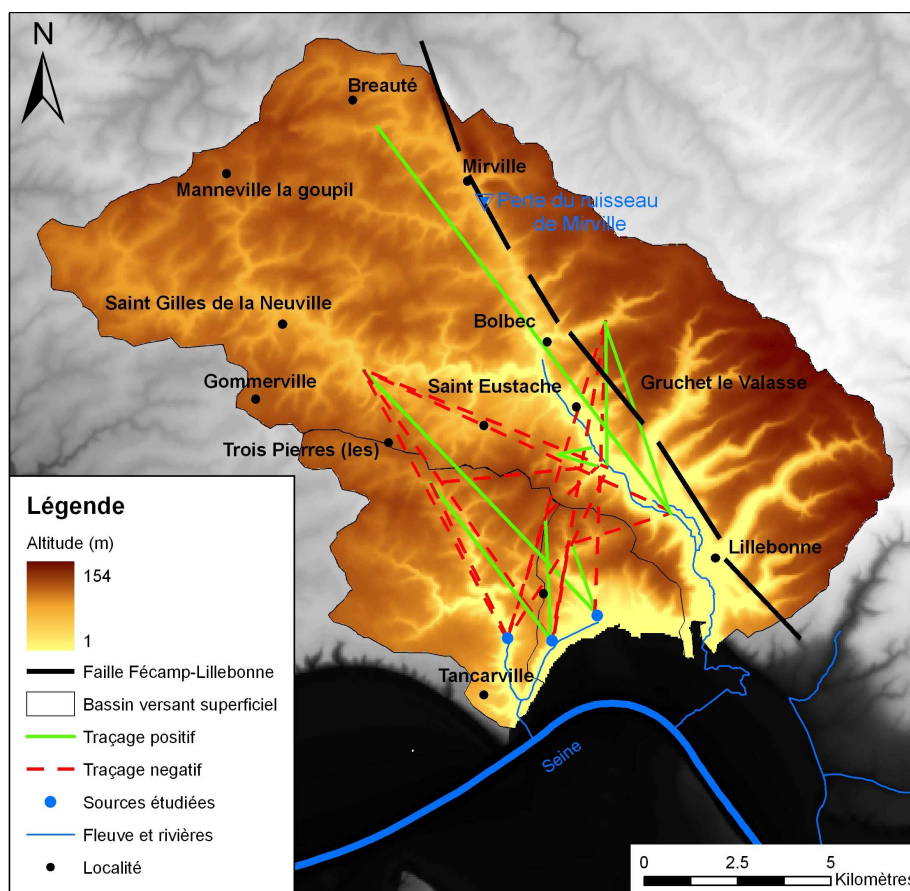 N
Breauté
Mirville
Manneville la goupil
Perte du ruisseau
de Mirville
Saint Gilles de la Neuville
Bolbec
Gommerville
Saint Eustache
Gruchet le Valasse
Trois Pierres (les)
Lillebonne
Tancarville
Seine
Légende
Altitude (m)
154
1
Faille Fécamp-Lillebonne
Bassin versant superficiel
Traçage positif
Traçage negatif
Sources étudiées
Fleuve et rivières
Localité
0 2.5 5
Kilomètres